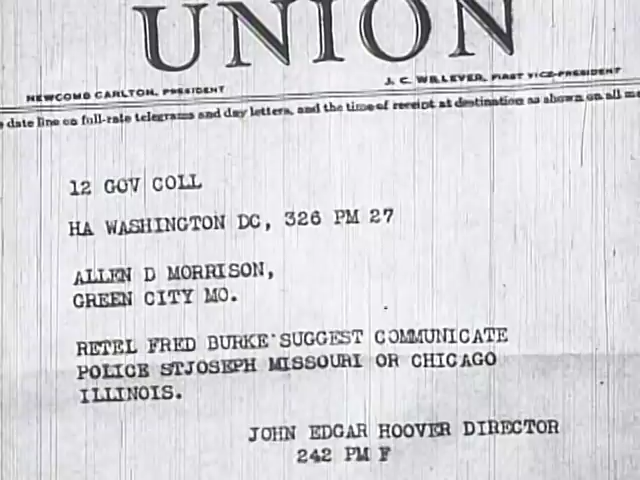 UNION
NEWCOMB CARLTON, PRESIDENT
J. C. WILLEVER, FIRST VICE-PRESIDENT
date line on full-rate telegrams and day letters, and the time of receipt at destination as shown on all
12 GOV COLL
HA WASHINGTON DC, 326 PM 27
ALLEN D MORRISON,
GREEN CITY MO.
RETEL FRED BURKE SUGGEST COMMUNICATE
POLICE STJOSEPH MISSOURI OR CHICAGO
ILLINOIS.
JOHN EDGAR HOOVER DIRECTOR
242 PM F